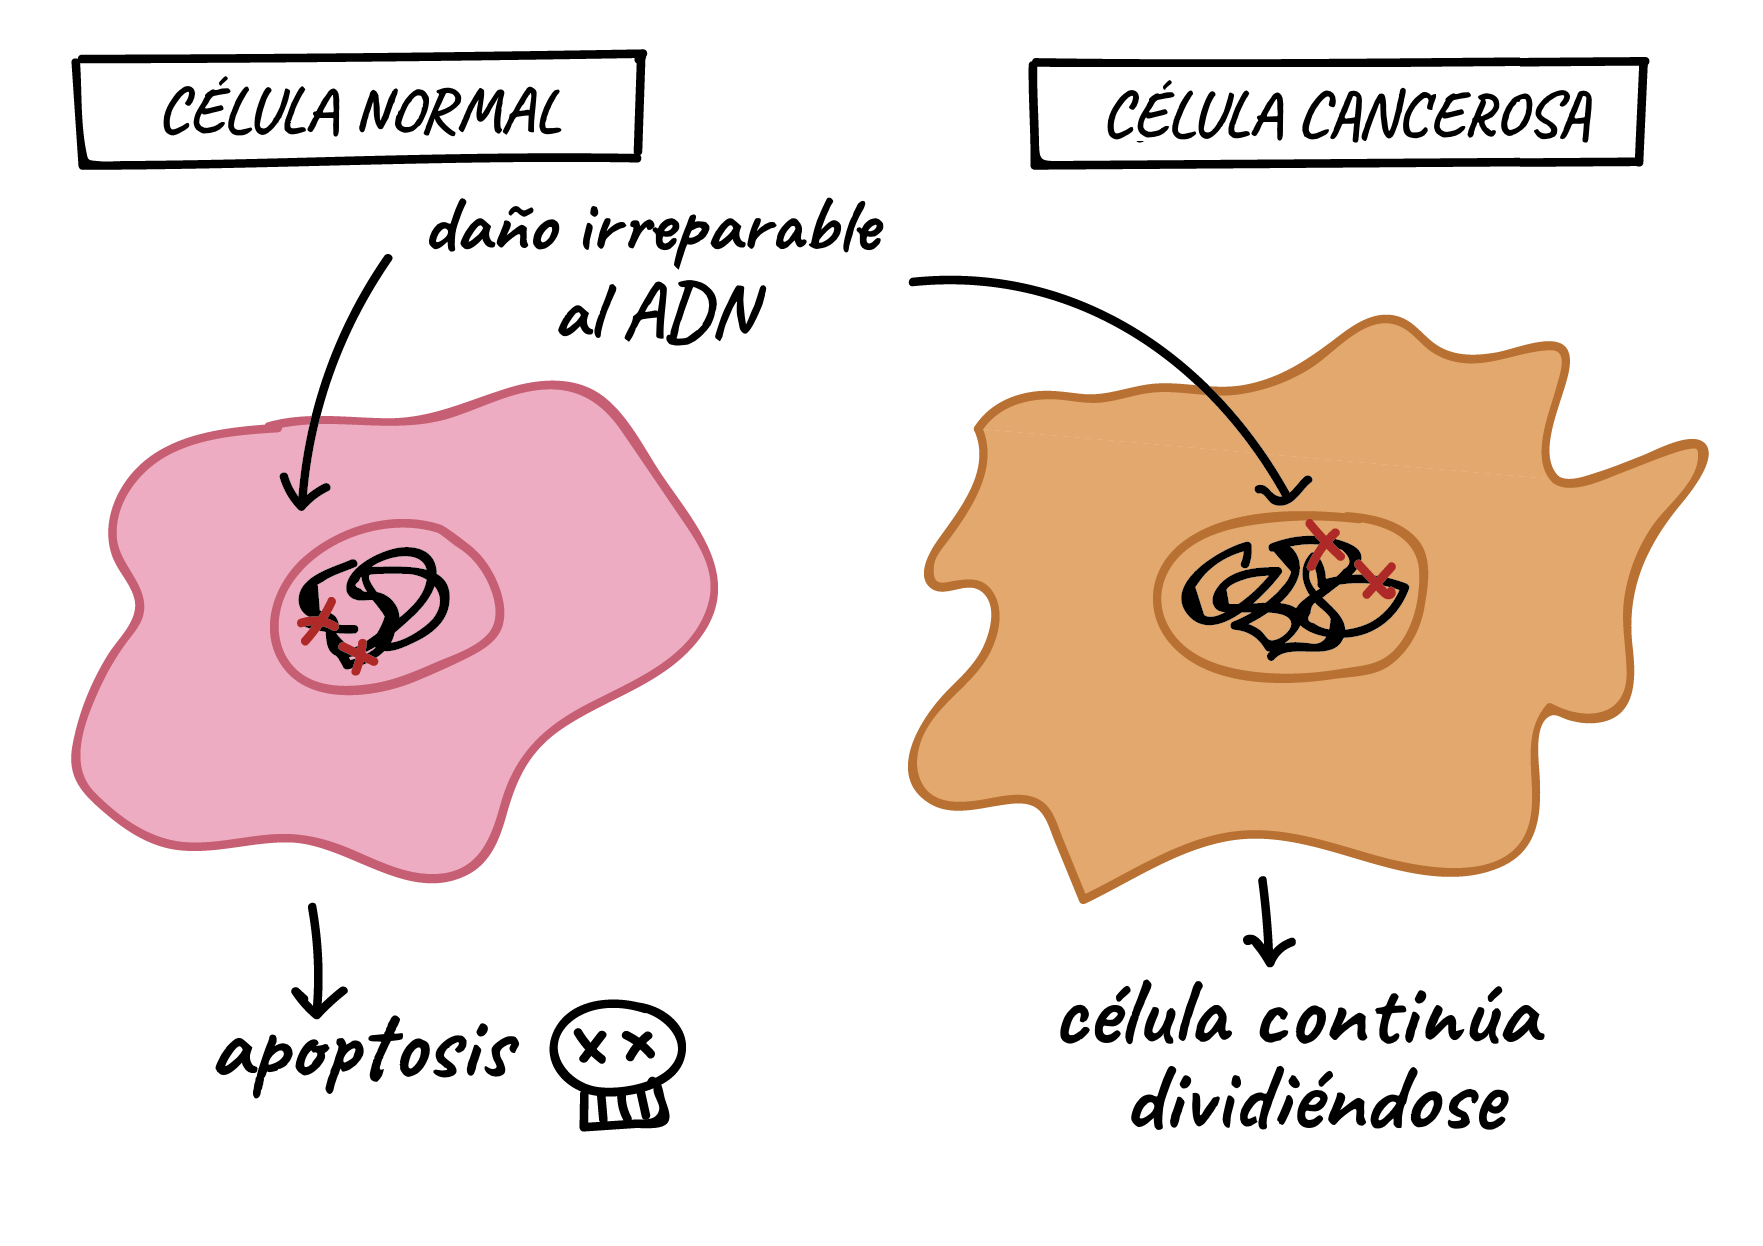 CÉLULA NORMAL
CÉLULA CANCEROSA
daño irreparable
al ADN
apoptosis
célula continúa
dividiéndose